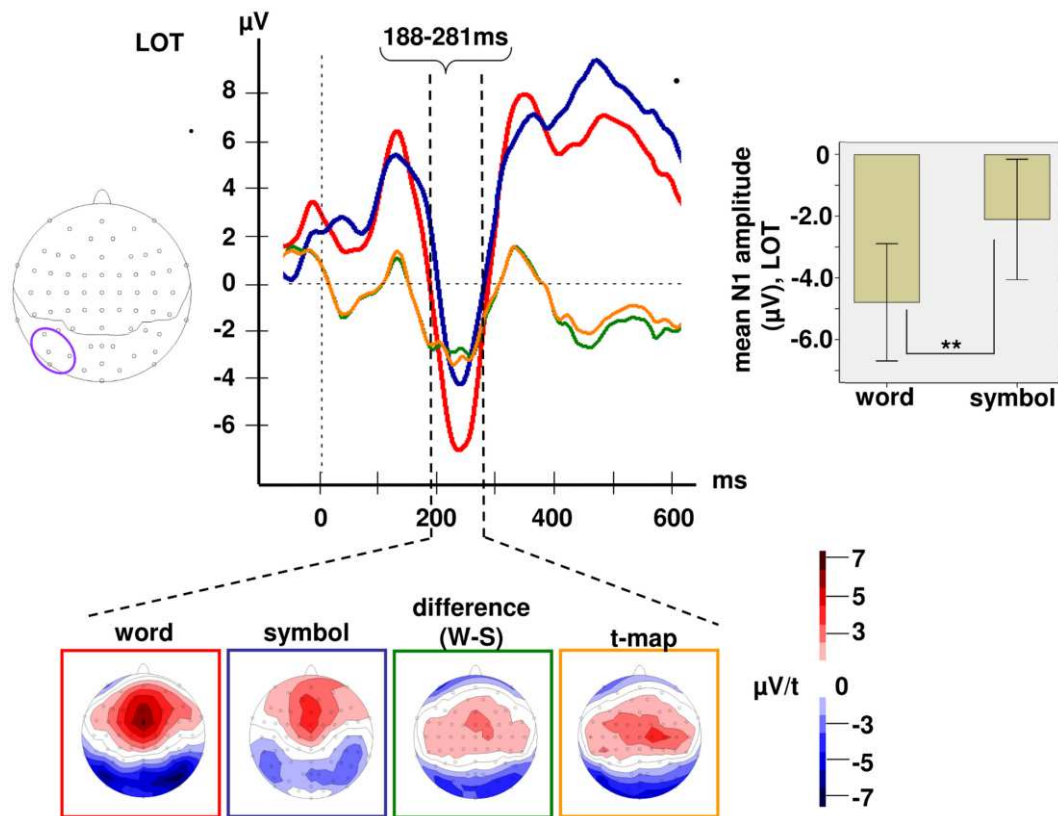 LOT
µV
188-281ms
8
6
4
2
0
-2
-4
-6
ms
0
200
400
600
mean N1 amplitude
(µV), LOT
0
-2.0
-4.0
-6.0
**
word
symbol
word
symbol
difference
(W-S)
t-map
7
5
3
µV/t
0
-3
-5
-7